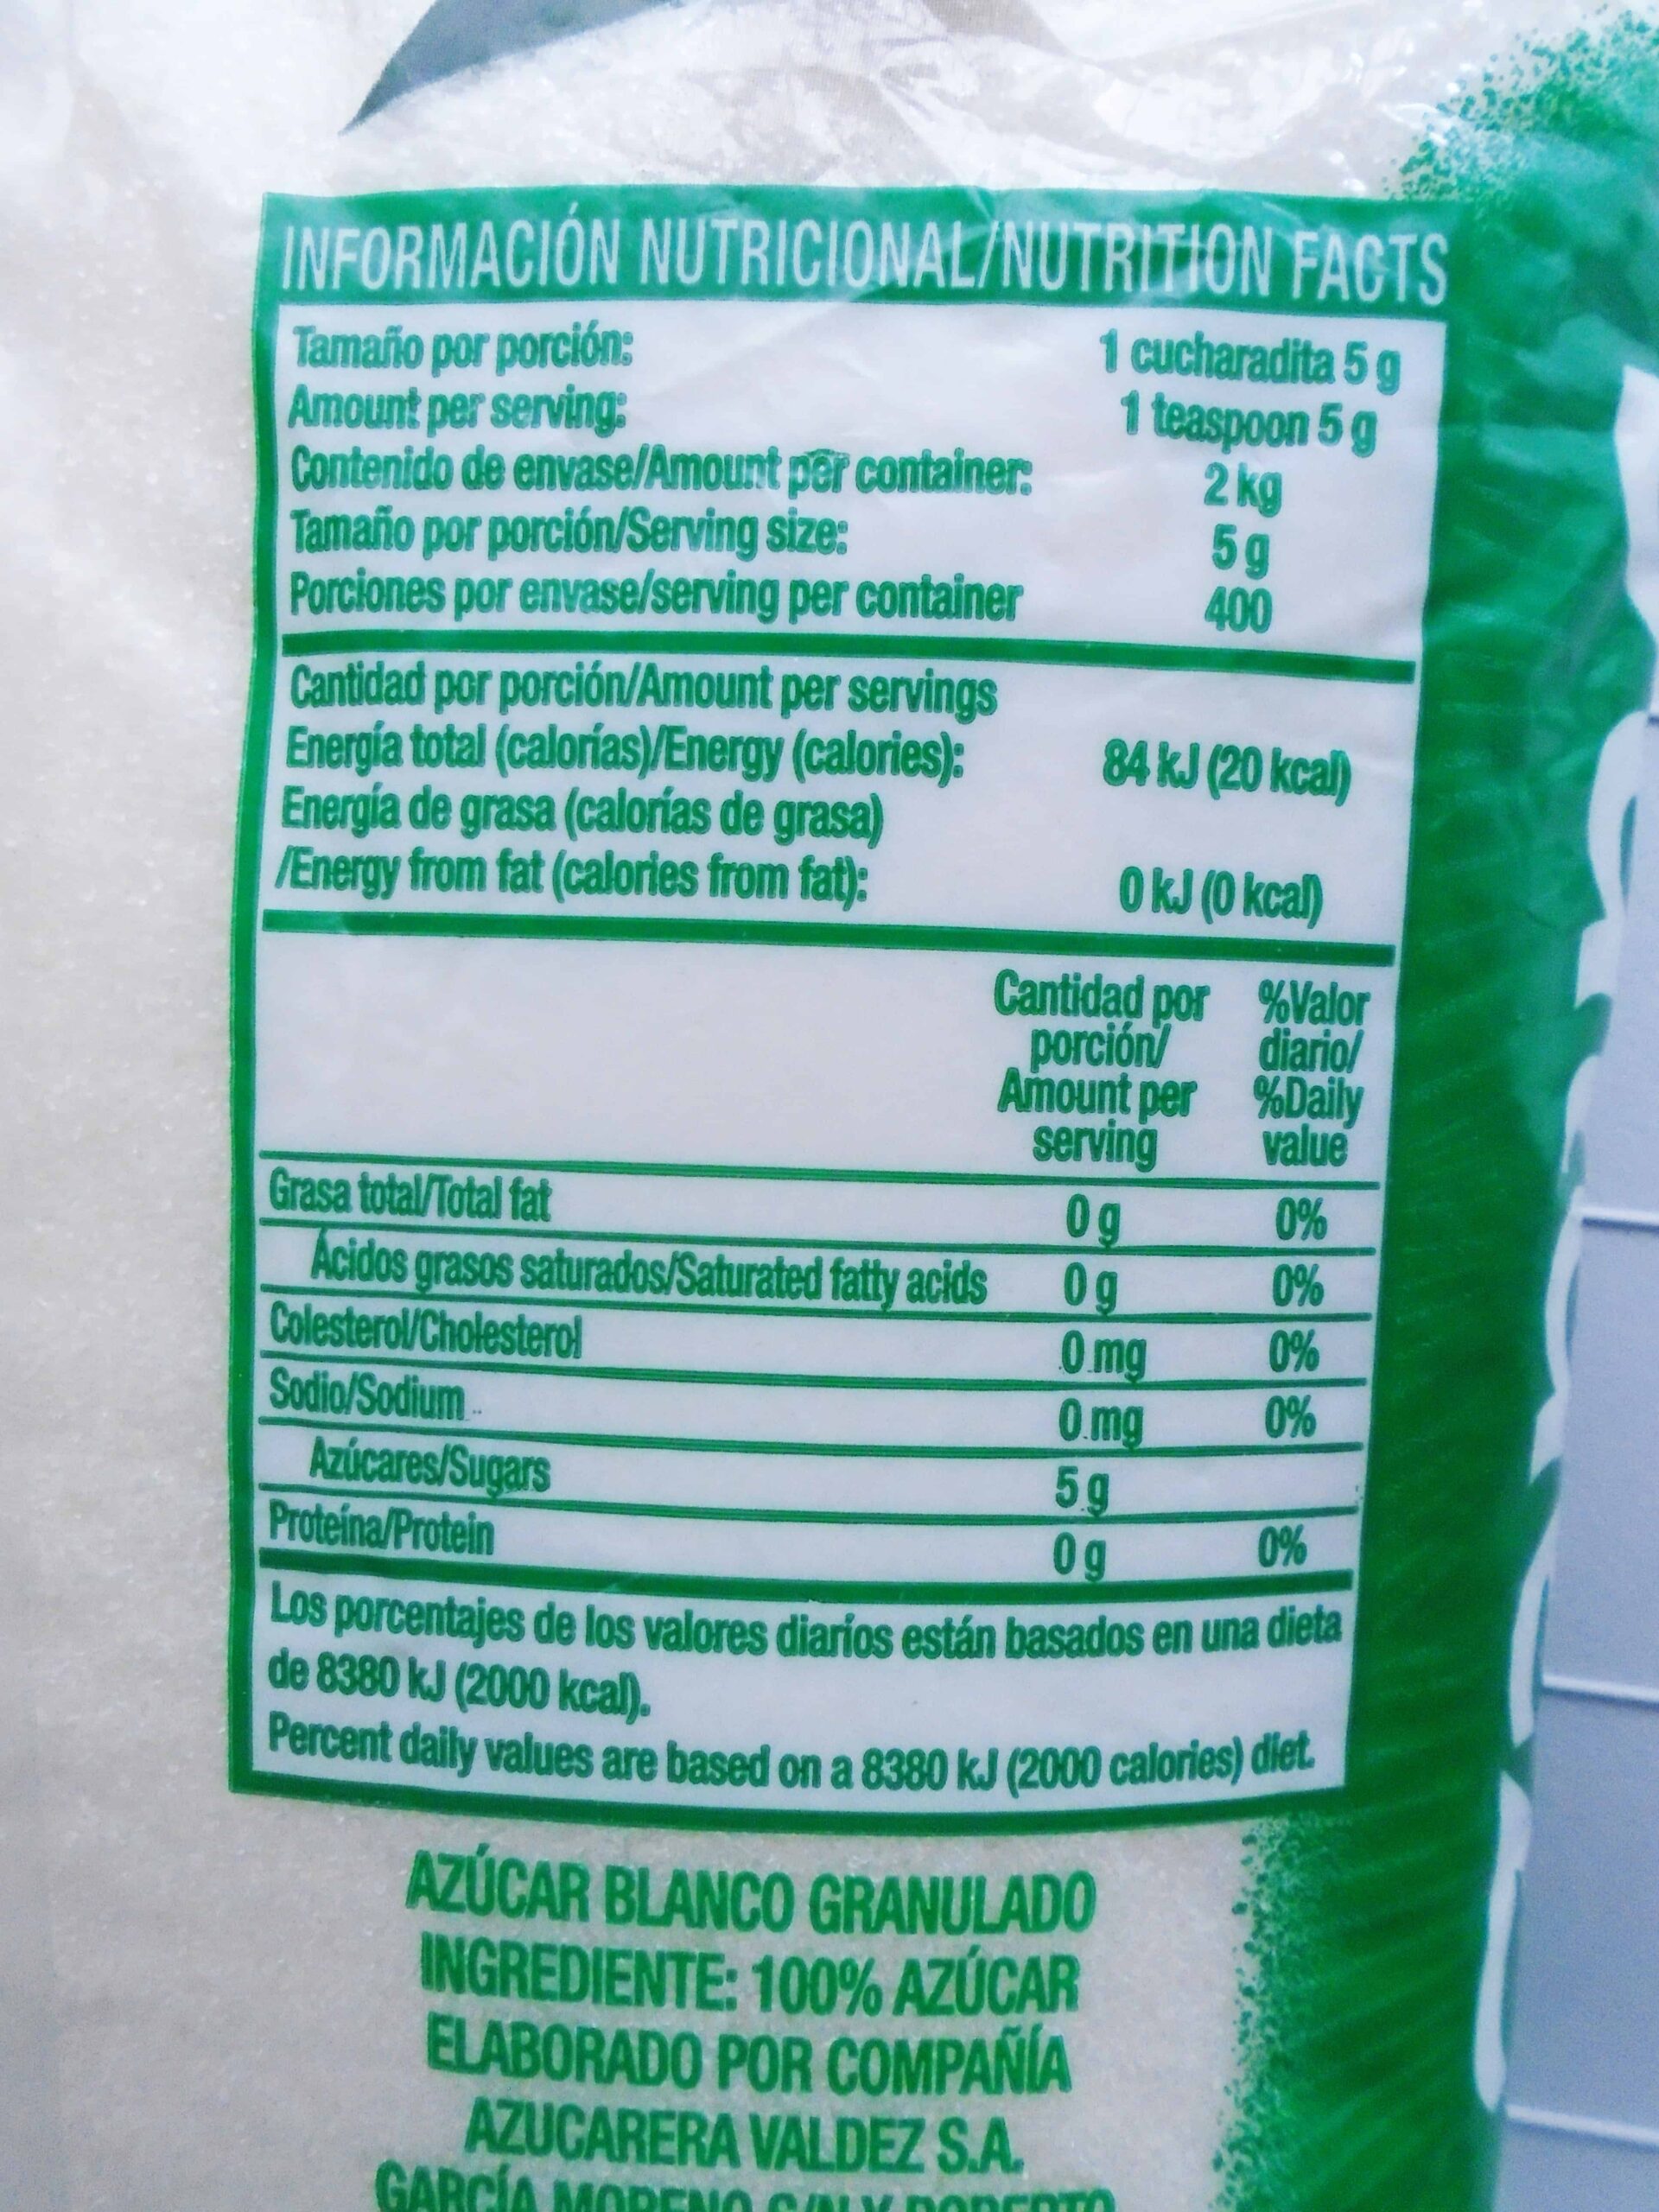 INFORMACIÓN NUTRICIONAL/NUTRITION FACTS
Tamaño por porción: 1 cucharadita 5 g
Amount per serving: 1 teaspoon 5 g
Contenido de envase/Amount per container: 2 kg
Tamaño por porción/Serving size: 5 g
Porciones por envase/serving per container 400
Cantidad por porción/Amount per servings
Energía total (calorías)/Energy (calories): 84 kJ (20 kcal)
Energía de grasa (calorías de grasa)
/Energy from fat (calories from fat): 0 kJ (0 kcal)
Cantidad por %Valor
porción/ diario/
Amount per %Daily
serving value
Grasa total/Total fat 0 g 0%
Ácidos grasos saturados/Saturated fatty acids 0 g 0%
Colesterol/Cholesterol 0 mg 0%
Sodio/Sodium 0 mg 0%
Azúcares/Sugars 5 g
Proteína/Protein 0 g 0%
Los porcentajes de los valores diarios están basados en una dieta
de 8380 kJ (2000 kcal).
Percent daily values are based on a 8380 kJ (2000 calories) diet.
AZÚCAR BLANCO GRANULADO
INGREDIENTE: 100% AZÚCAR
ELABORADO POR COMPAÑÍA
AZUCARERA VALDEZ S.A.
GARCÍA MORENO S/N Y ROBERTO